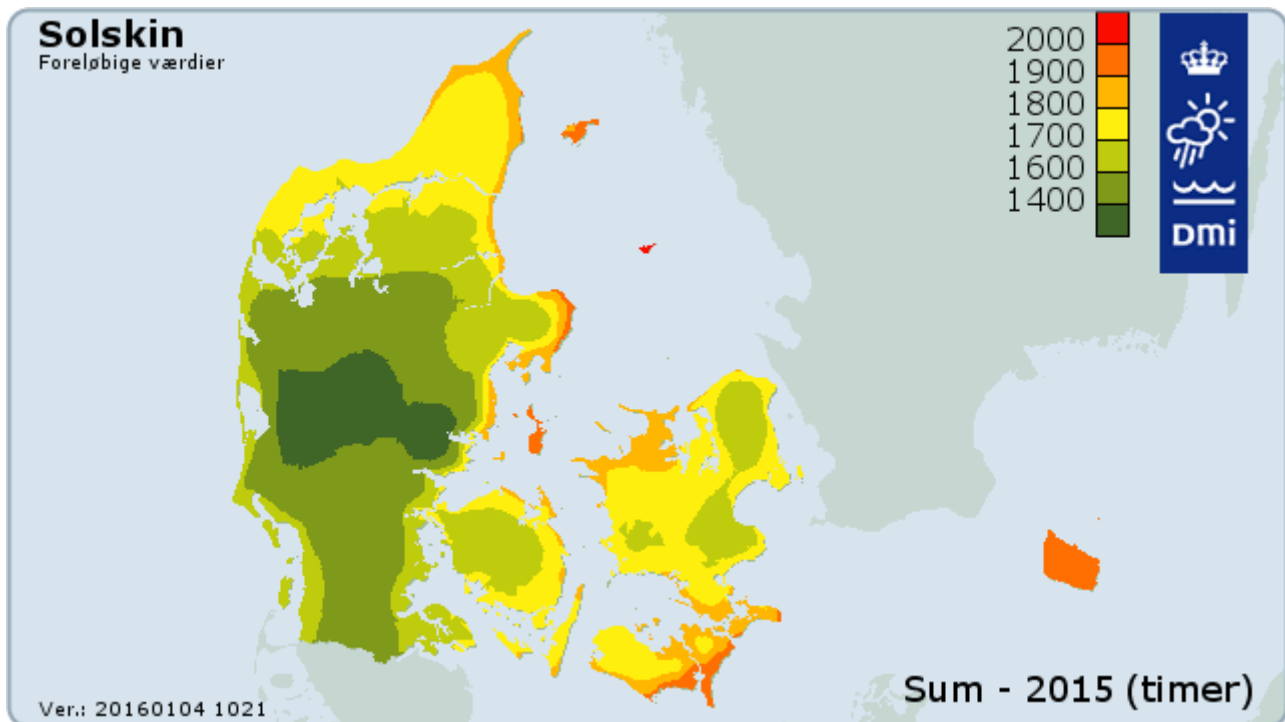 Solskin
Foreløbige værdier
2000
1900
1800
1700
1600
1400
DMi
Sum - 2015 (timer)
Ver.: 20160104 1021